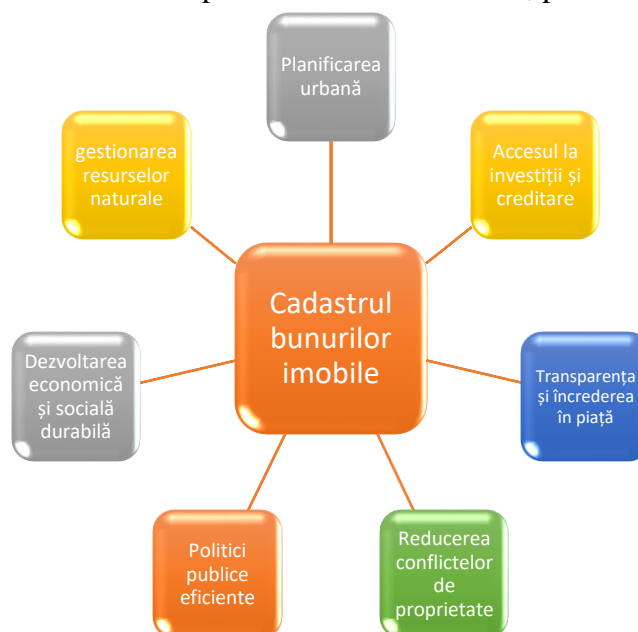 Planificarea
urbană
Accesul la
investiții și
creditare
Transparența
și încrederea
în piață
Reducerea
conflictelor
de
proprietate
Politici
publice
eficiente
Dezvoltarea
economică
și socială
durabilă
gestionarea
resurselor
naturale
Cadastrul
bunurilor
imobile